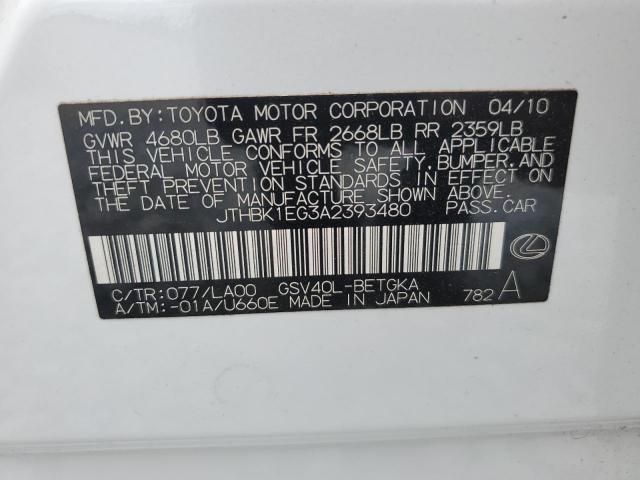 MFD. BY: TOYOTA MOTOR CORPORATION 04/10
GVWR 4680LB GAWR FR 2668LB RR 2359LB
THIS VEHICLE CONFORMS TO ALL APPLICABLE
FEDERAL MOTOR VEHICLE SAFETY, BUMPER, AND
THEFT PREVENTION STANDARDS IN EFFECT ON
THE DATE OF MANUFACTURE SHOWN ABOVE.
JTHBK1EG3A2393480 PASS. CAR
C/TR: 077/LA00 GSV40L-BETGKA
A/TM: -01A/U660E MADE IN JAPAN 782 A